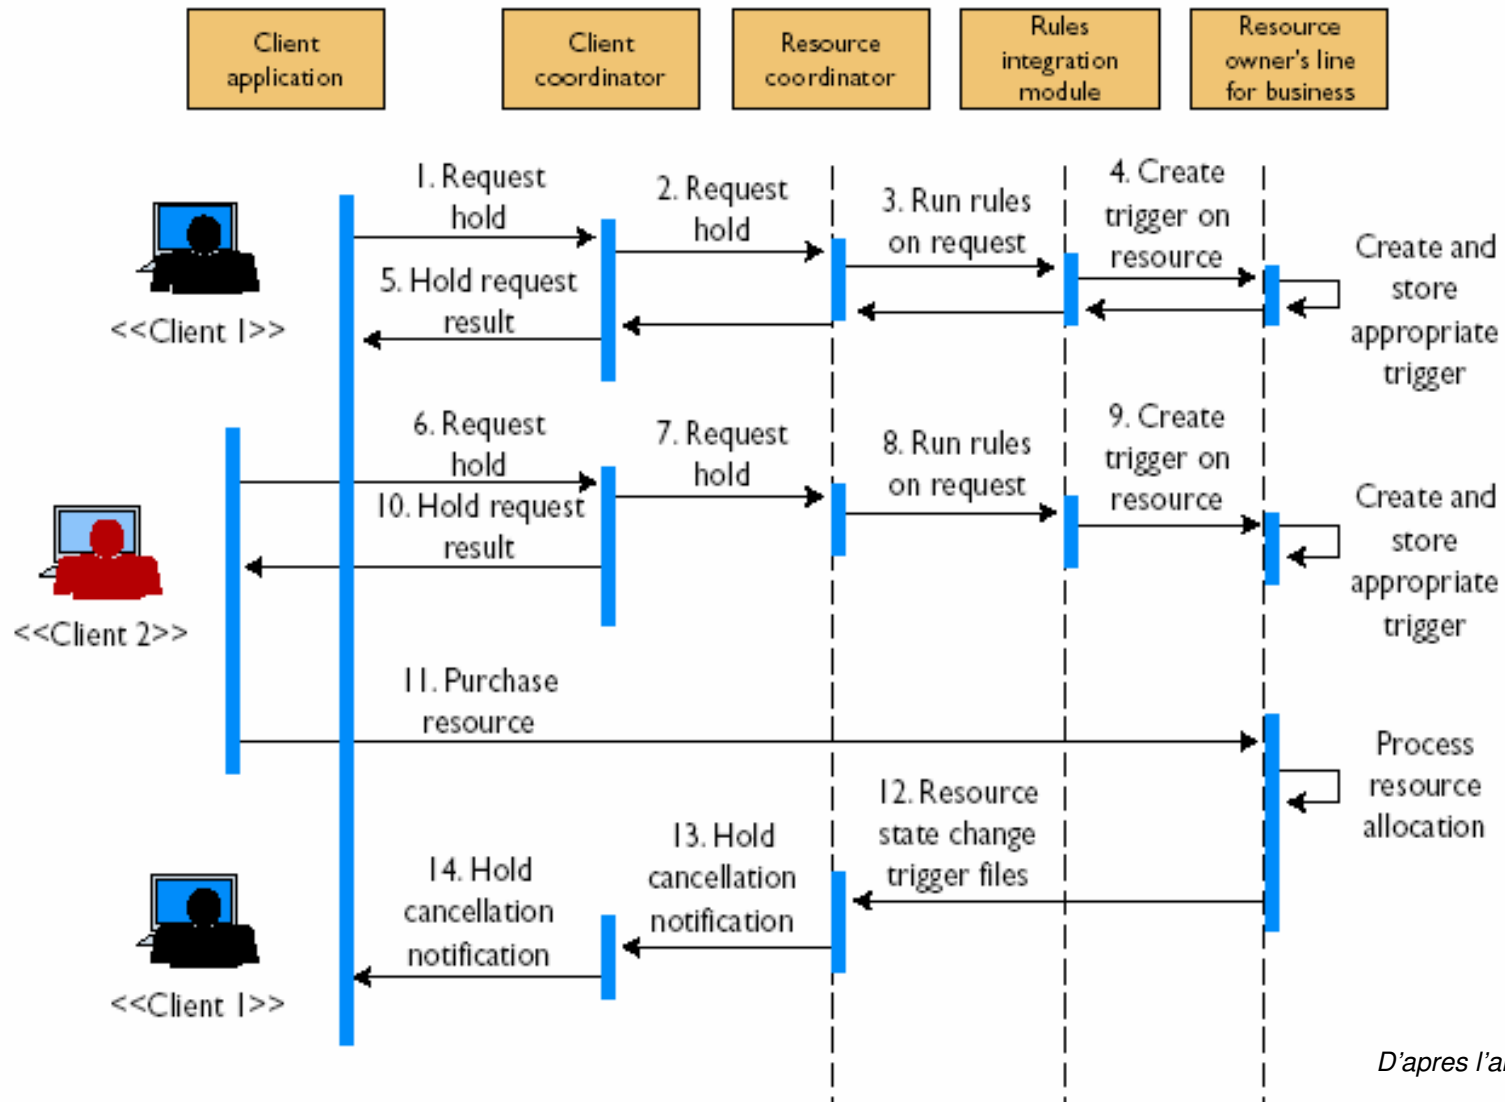 Client
application
Client
coordinator
Resource
coordinator
Rules
integration
module
Resource
owner's line
for business
1. Request
hold
2. Request
hold
3. Run rules
on request
4. Create
trigger on
resource
Create and
store
appropriate
trigger
5. Hold request
result
<<Client 1>>
6. Request
hold
7. Request
hold
8. Run rules
on request
9. Create
trigger on
resource
Create and
store
appropriate
trigger
10. Hold request
result
<<Client 2>>
11. Purchase
resource
Process
resource
allocation
12. Resource
state change
trigger files
13. Hold
cancellation
notification
14. Hold
cancellation
notification
<<Client 1>>
D'apres